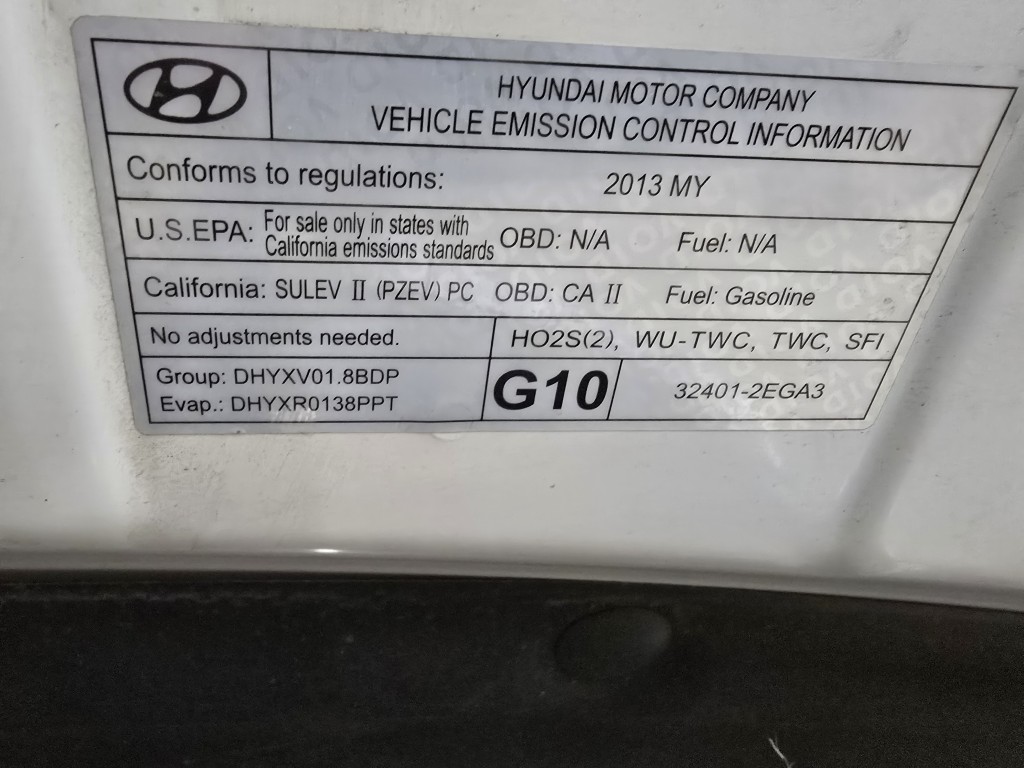 HYUNDAI MOTOR COMPANY
VEHICLE EMISSION CONTROL INFORMATION
Conforms to regulations: 2013 MY
U.S.EPA: For sale only in states with California emissions standards OBD: N/A Fuel: N/A
California: SULEV II (PZEV) PC OBD: CA II Fuel: Gasoline
No adjustments needed. HO2S(2), WU-TWC, TWC, SFI
Group: DHYXV01.8BDP
Evap.: DHYXR0138PPT
G10
32401-2EGA3